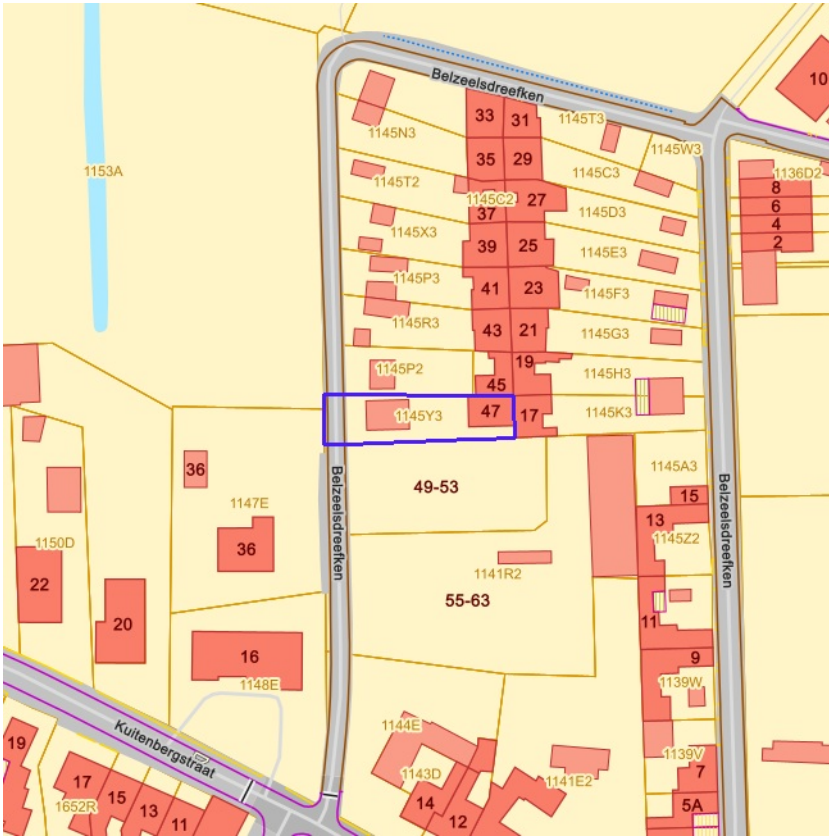 Belzeelsdreefken
10
33
31
1145T3
1145N3
1145W3
35
29
1153A
1145T2
1145C3
1136D2
8
1145C2
27
6
37
1145D3
4
1145X3
39
25
2
1145E3
1145P3
41
23
1145F3
1145R3
43
21
1145G3
19
1145P2
1145H3
45
1145Y3
47
17
1145K3
36
Belzeelsdreefken
49-53
1145A3
Belzeelsdreefken
15
1147E
13
1145Z2
1150D
36
1141R2
22
55-63
20
11
16
9
1148E
1139W
1144E
Kuitenbergstraat
19
1139V
1143D
1141E2
7
17
15
14
5A
1652R
13
11
12